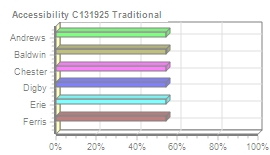 Accessibility C131925 Traditional
Andrews
Baldwin
Chester
Digby
Erie
Ferris
0% 20% 40% 60% 80% 100%